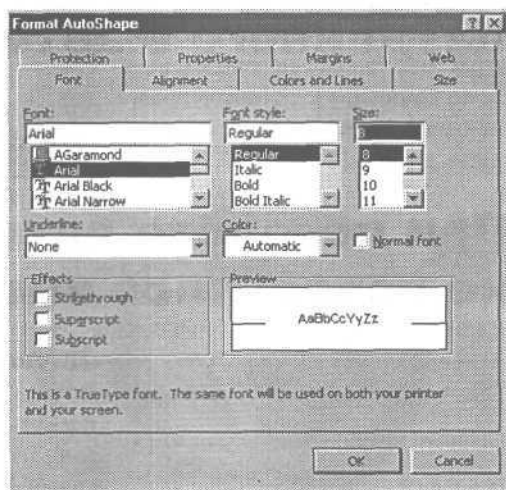 Format AutoShape
Protection Properties Margins Web
Font Alignment Colors and Lines Size
Font: Font style: Size:
Arial Regular 8
AGaramond Regular 8
Arial Italic 9
Arial Black Bold 10
Arial Narrow Bold Italic 11
Underline: Color:
None Automatic Normal font
Effects Preview
Strikethrough
Superscript AaBbCcYyZz
Subscript
This is a TrueType font. The same font will be used on both your printer
and your screen.
OK Cancel